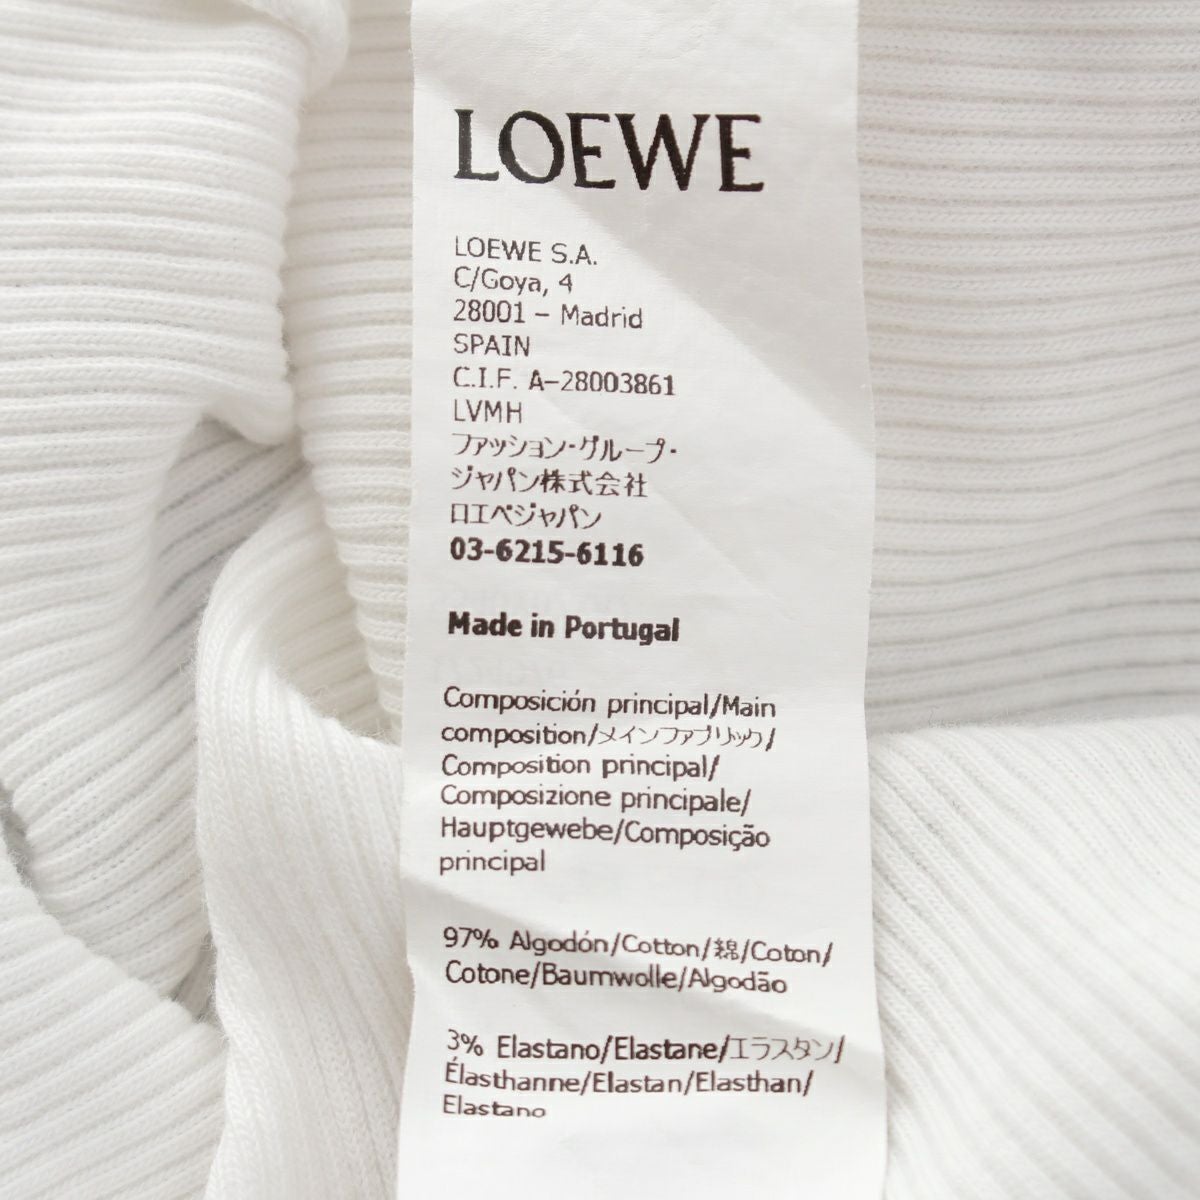 LOEWE
LOEWE S.A.
C/Goya, 4
28001 – Madrid
SPAIN
C.I.F. A-28003861
LVMH
ファッション・グループ・
ジャパン株式会社
ロエベジャパン
03-6215-6116
Made in Portugal
Composición principal/Main
composition/メインファブリック/
Composition principal/
Composizione principale/
Hauptgewebe/Composição
principal
97% Algodón/Cotton/綿/Coton/
Cotone/Baumwolle/Algodão
3% Elastano/Elastane/エラスタン/
Élasthanne/Elastan/Elasthan/
Elastano